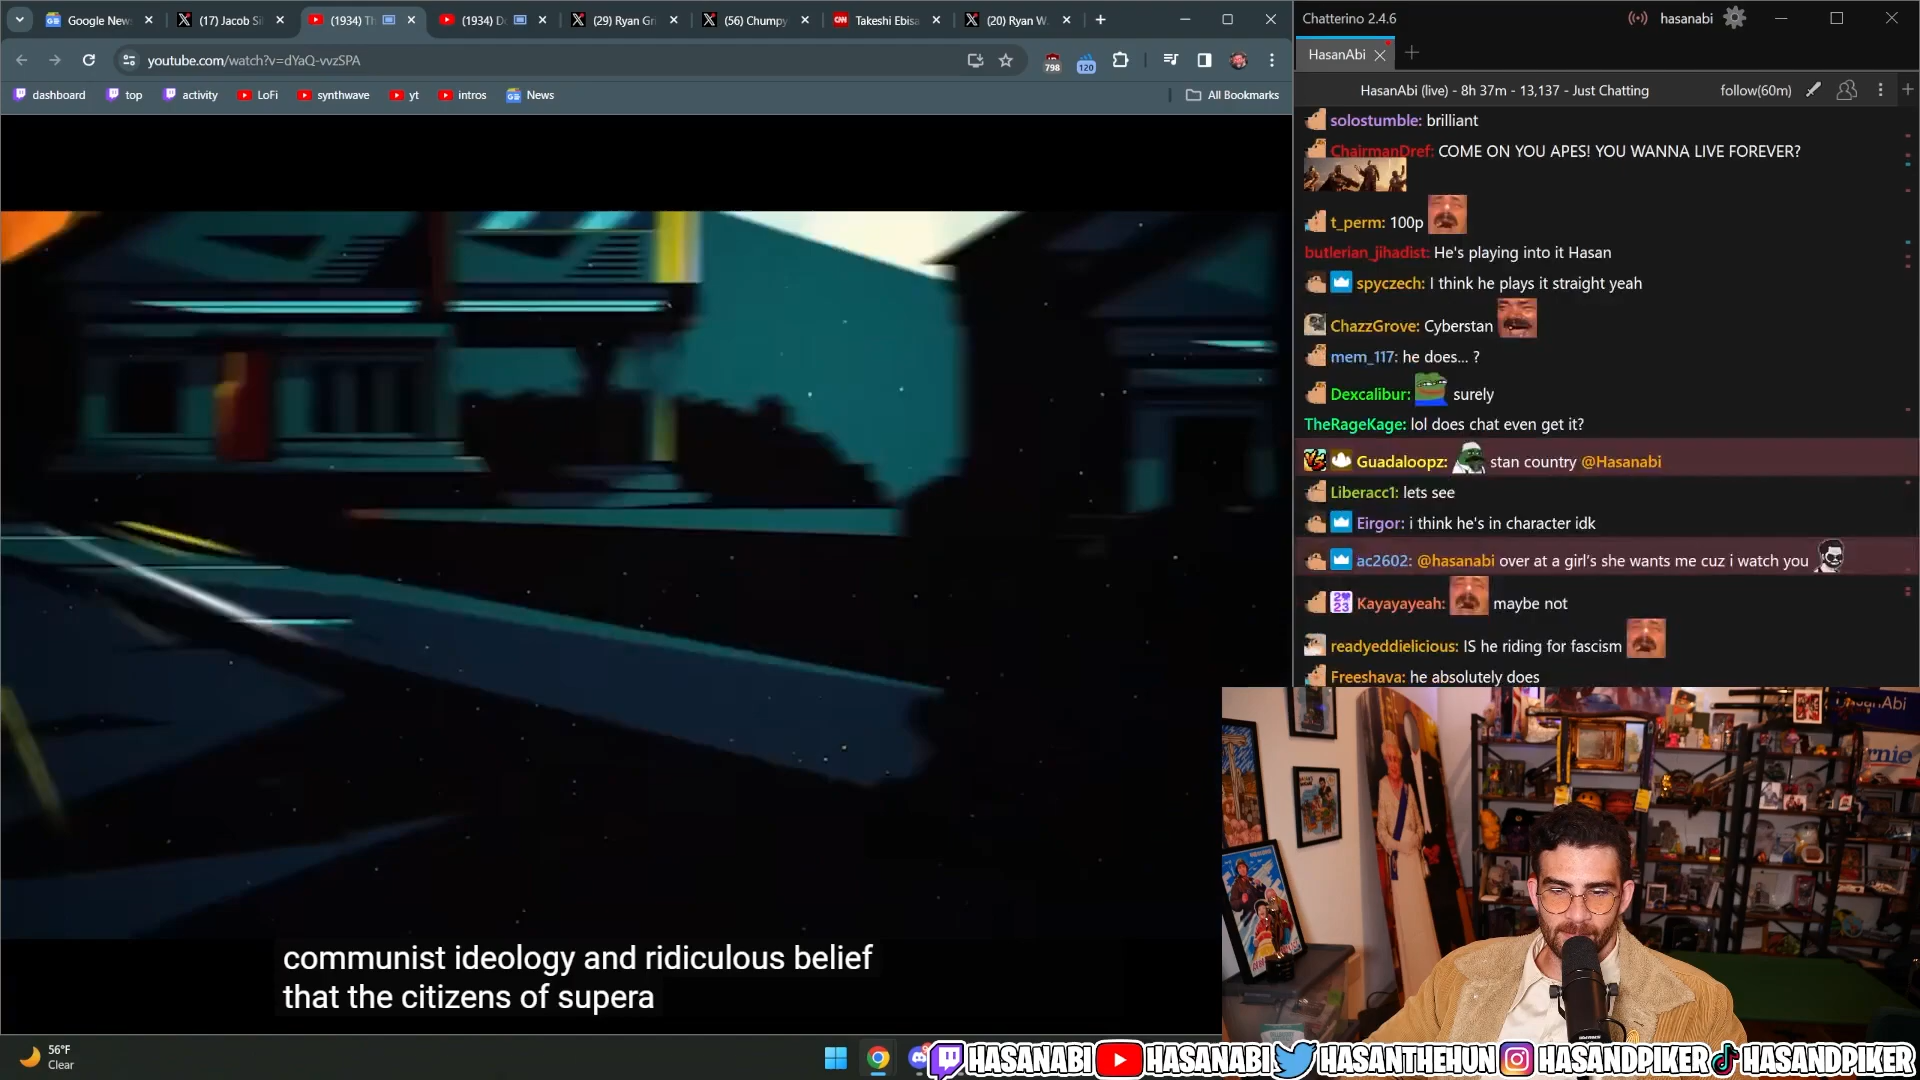 Google New
(17) Jacob Si
(1934) Th
(1934) D
(29) Ryan Gri
(56) Chumpy
CNN
Takeshi Ebisa
(20) Ryan W
youtube.com/watch?v=dYaQ-vvzSPA
798
120
dashboard
top
activity
LoFi
synthwave
yt
intros
News
All Bookmarks
communist ideology and ridiculous belief
that the citizens of supera
56°F
Clear
Chatterino 2.4.6
hasanabi
HasanAbi
HasanAbi (live) - 8h 37m - 13,137 - Just Chatting
follow(60m)
solostumble: brilliant
ChairmanDref: COME ON YOU APES! YOU WANNA LIVE FOREVER?
t_perm: 100p
butlerian_jihadist: He's playing into it Hasan
spyczech: I think he plays it straight yeah
ChazzGrove: Cyberstan
mem_117: he does... ?
Dexcalibur: surely
TheRageKage: lol does chat even get it?
Guadaloopz: stan country @Hasanabi
Liberacc1: lets see
Eirgor: i think he's in character idk
ac2602: @hasanabi over at a girl's she wants me cuz i watch you
Kayayayeah: maybe not
readyeddielicious: IS he riding for fascism
Freeshava: he absolutely does
HASANABI
HASANABI
HASANTHEHUN
HASANDPIKER
HASANDPIKER